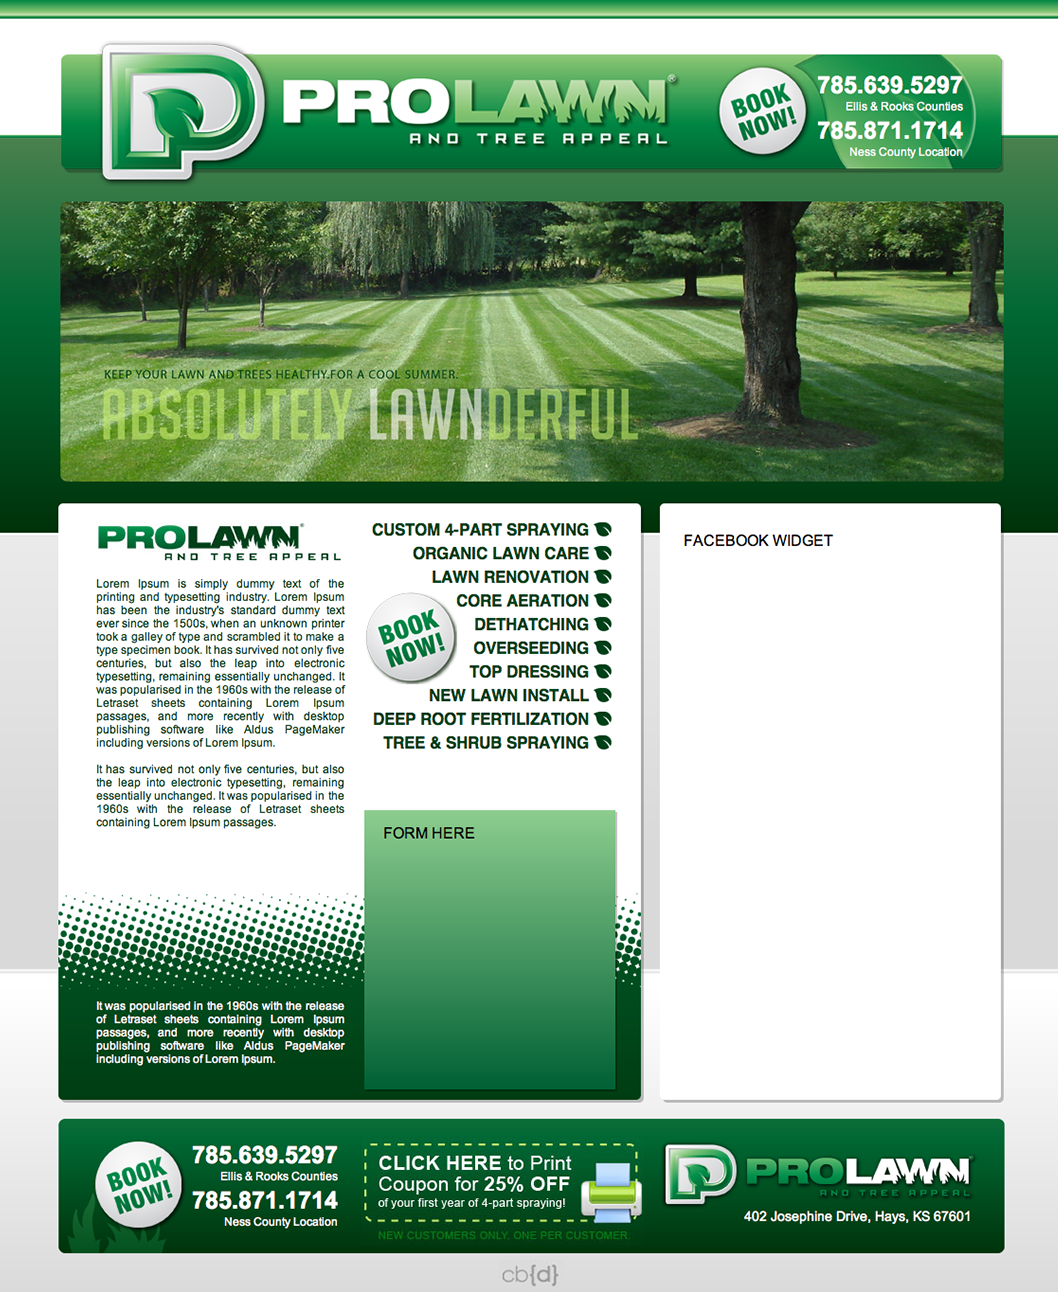 PROLAWN®
AND TREE APPEAL
BOOK
NOW!
785.639.5297
Ellis & Rooks Counties
785.871.1714
Ness County Location
KEEP YOUR LAWN AND TREES HEALTHY.FOR A COOL SUMMER.
ABSOLUTELY LAWNDERFUL
PROLAWN®
AND TREE APPEAL
Lorem Ipsum is simply dummy text of the
printing and typesetting industry. Lorem Ipsum
has been the industry's standard dummy text
ever since the 1500s, when an unknown printer
took a galley of type and scrambled it to make a
type specimen book. It has survived not only five
centuries, but also the leap into electronic
typesetting, remaining essentially unchanged. It
was popularised in the 1960s with the release of
Letraset sheets containing Lorem Ipsum
passages, and more recently with desktop
publishing software like Aldus PageMaker
including versions of Lorem Ipsum.
It has survived not only five centuries, but also
the leap into electronic typesetting, remaining
essentially unchanged. It was popularised in the
1960s with the release of Letraset sheets
containing Lorem Ipsum passages.
It was popularised in the 1960s with the release
of Letraset sheets containing Lorem Ipsum
passages, and more recently with desktop
publishing software like Aldus PageMaker
including versions of Lorem Ipsum.
CUSTOM 4-PART SPRAYING
ORGANIC LAWN CARE
LAWN RENOVATION
CORE AERATION
DETHATCHING
OVERSEEDING
TOP DRESSING
NEW LAWN INSTALL
DEEP ROOT FERTILIZATION
TREE & SHRUB SPRAYING
BOOK
NOW!
FORM HERE
FACEBOOK WIDGET
BOOK
NOW!
785.639.5297
Ellis & Rooks Counties
785.871.1714
Ness County Location
CLICK HERE to Print
Coupon for 25% OFF
of your first year of 4-part spraying!
NEW CUSTOMERS ONLY. ONE PER CUSTOMER.
PROLAWN®
AND TREE APPEAL
402 Josephine Drive, Hays, KS 67601
cb{d}